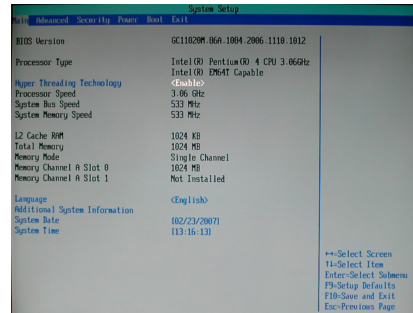 System Setup
Main Advanced Security Power Boot Exit
BIOS Version GC11020M.06A.1004.2006.1110.1012
Processor Type Intel(R) Pentium(R) 4 CPU 3.06GHz
Intel(R) EM64T Capable
Hyper Threading Technology <Enable>
Processor Speed 3.06 GHz
System Bus Speed 533 MHz
System Memory Speed 533 MHz
L2 Cache RAM 1024 KB
Total Memory 1024 MB
Memory Mode Single Channel
Memory Channel A Slot 0 1024 MB
Memory Channel A Slot 1 Not Installed
Language <English>
Additional System Information
System Date [02/23/2007]
System Time [13:16:13]
↔=Select Screen
↑↓=Select Item
Enter=Select Submenu
F9=Setup Defaults
F10=Save and Exit
Esc=Previous Page